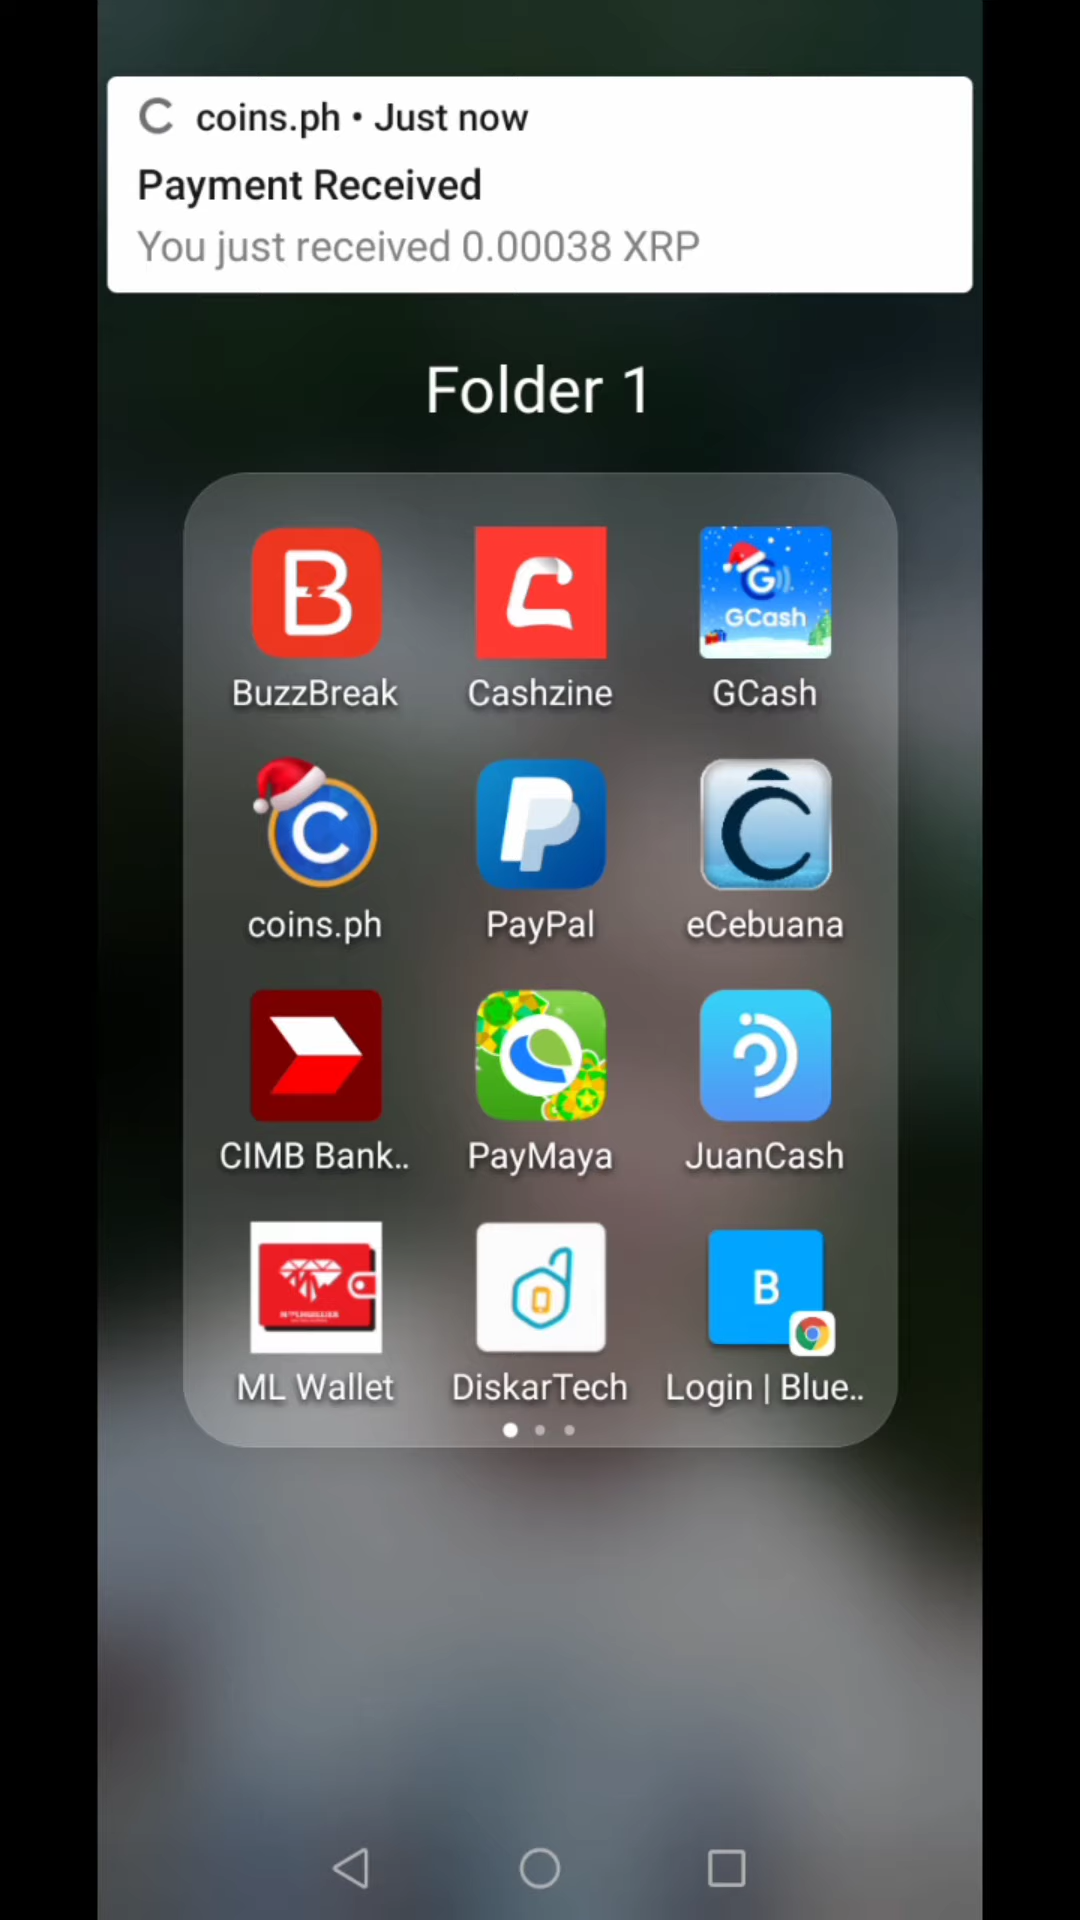 coins.ph • Just now
Payment Received
You just received 0.00038 XRP
Folder 1
BuzzBreak Cashzine GCash
GCash
coins.ph PayPal eCebuana
CIMB Bank.. PayMaya JuanCash
B
ML Wallet DiskarTech Login | Blue..